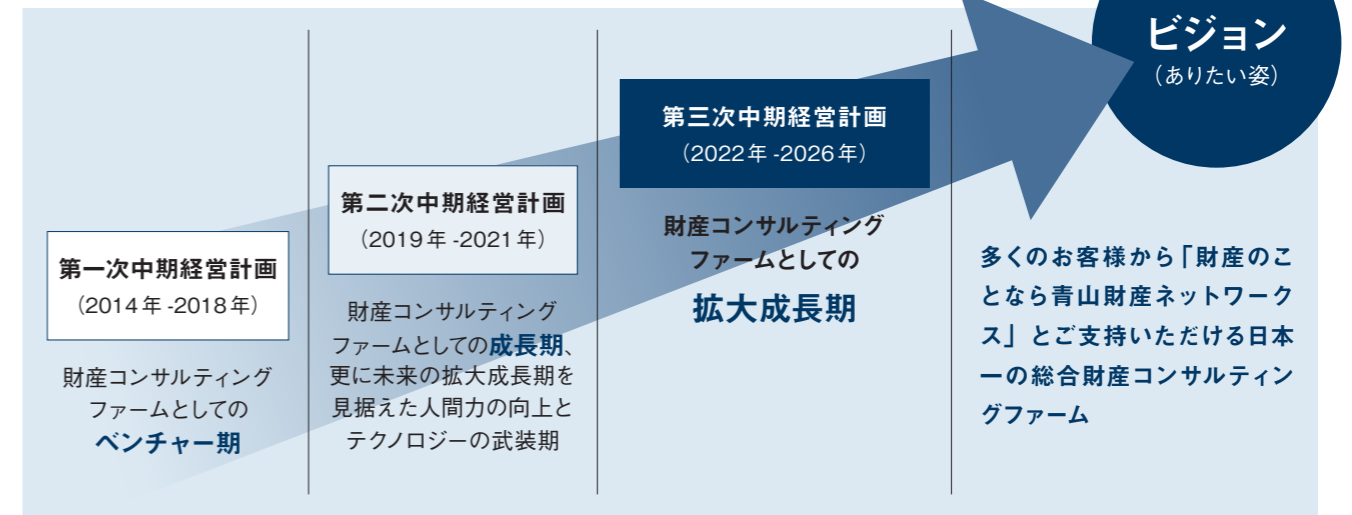 第一次中期経営計画
（2014年 -2018年）
財産コンサルティング
ファームとしての
ベンチャー期
第二次中期経営計画
（2019年 -2021年）
財産コンサルティング
ファームとしての成長期、
更に未来の拡大成長期を
見据えた人間力の向上と
テクノロジーの武装期
第三次中期経営計画
（2022年 -2026年）
財産コンサルティング
ファームとしての
拡大成長期
ビジョン
（ありたい姿）
多くのお客様から「財産のこ
となら青山財産ネットワーク
ス」とご支持いただける日本
一の総合財産コンサルティン
グファーム